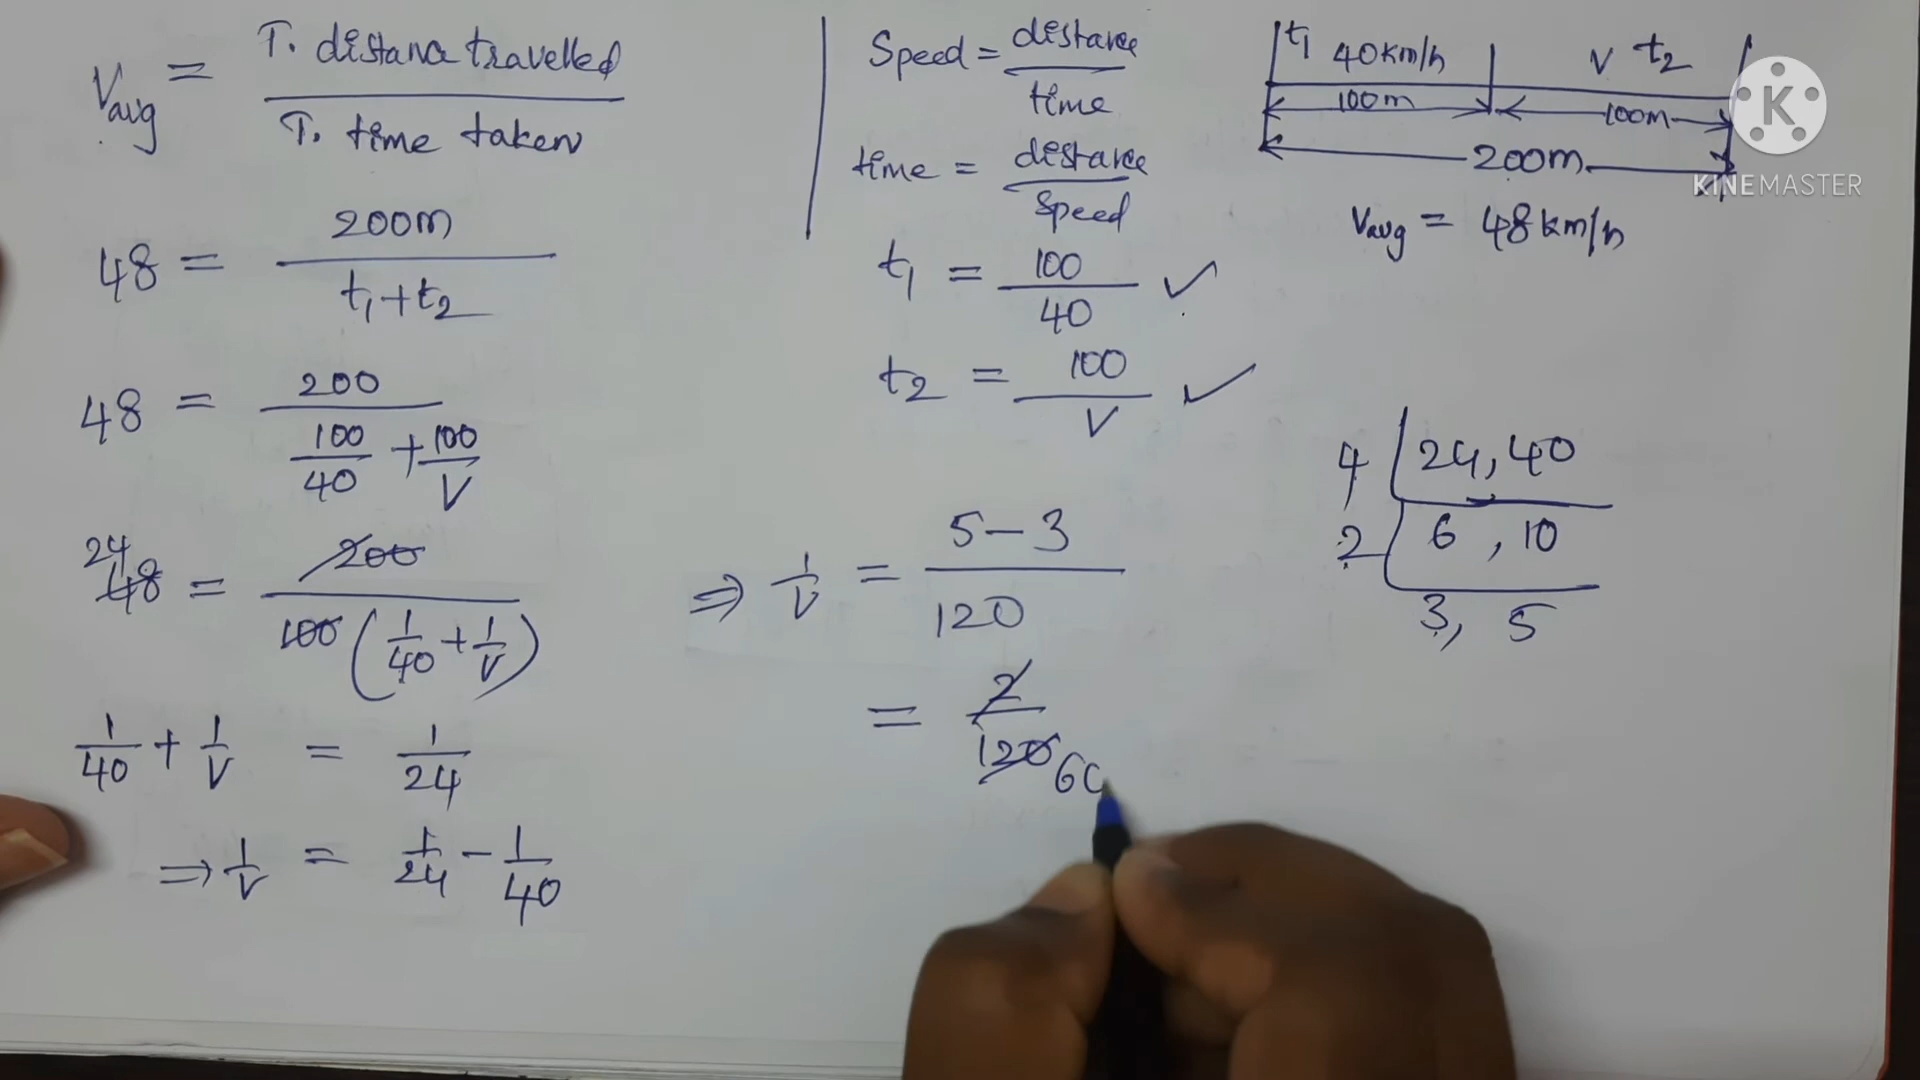 Vavg = T. distana travelled / T. time taken
48 = 200m / t1+t2
48 = 200 / 100/40 + 100/V
24
48 = 200 / 100 (1/40 + 1/V)
1/40 + 1/V = 1/24
⇒ 1/V = 1/24 - 1/40
Speed = distance / time
time = distance / Speed
t1 = 100/40 ✓
t2 = 100/V ✓
⇒ 1/V = 5-3 / 120
= 2/120 60
t1 40km/h V t2
100m 100m
200m
Vavg = 48km/h
4 | 24, 40
2 | 6, 10
3, 5
K
KINEMASTER